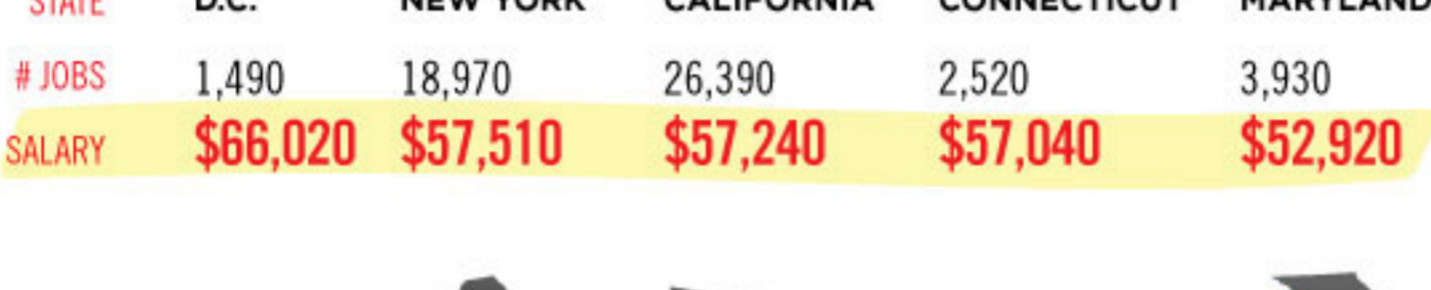 STATE D.C. NEW YORK CALIFORNIA CONNECTICUT MARYLAND
# JOBS 1,490 18,970 26,390 2,520 3,930
SALARY $66,020 $57,510 $57,240 $57,040 $52,920